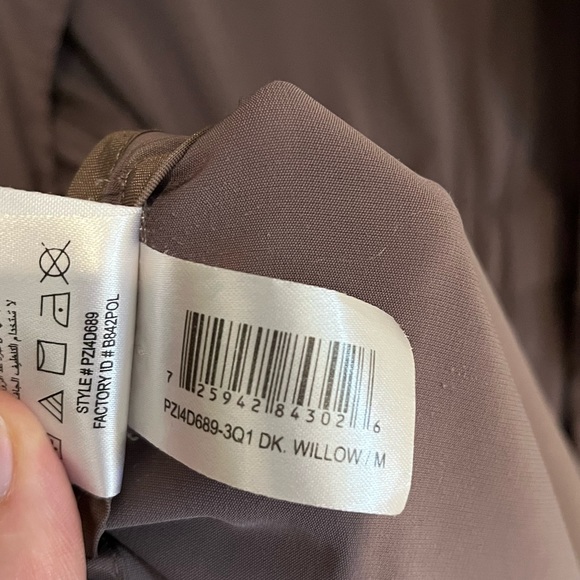 STYLE # PZI4D689
FACTORY ID # B842POL
7 25942 84302 6
PZI4D689-3Q1 DK. WILLOW / M